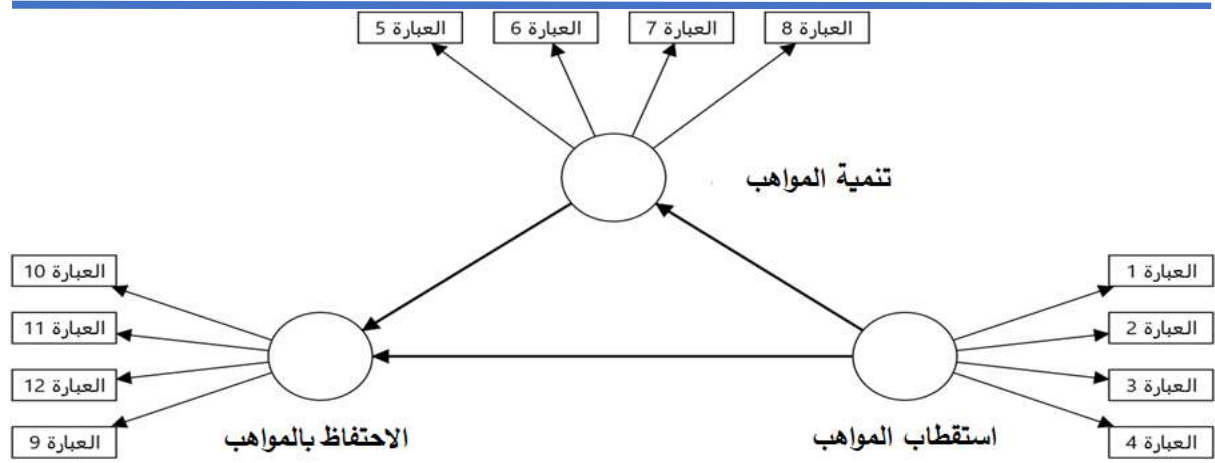 العبارة 5
العبارة 6
العبارة 7
العبارة 8
تنمية المواهب
العبارة 10
العبارة 11
العبارة 12
العبارة 9
الاحتفاظ بالمواهب
العبارة 1
العبارة 2
العبارة 3
العبارة 4
استقطاب المواهب